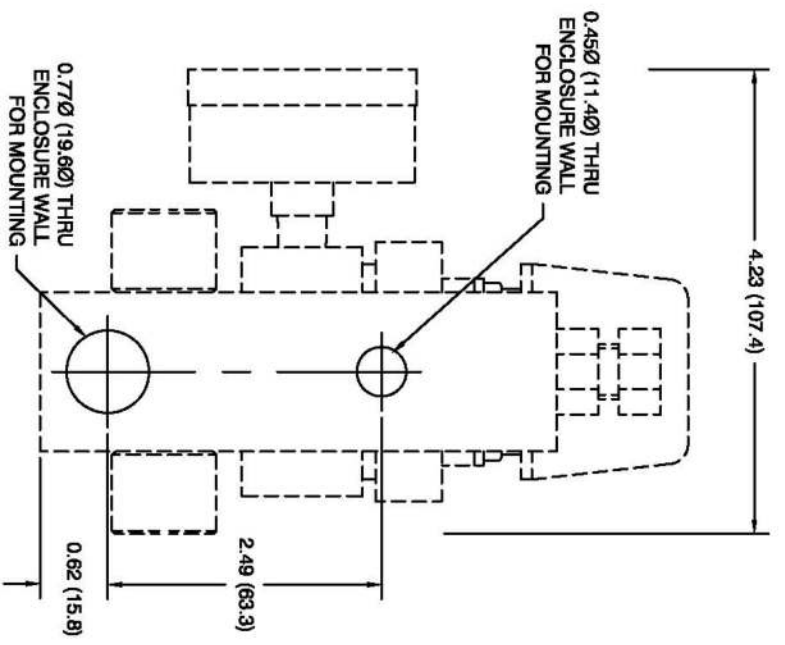 0.45Ø (11.4Ø) THRU
ENCLOSURE WALL
FOR MOUNTING
4.23 (107.4)
0.77Ø (19.6Ø) THRU
ENCLOSURE WALL
FOR MOUNTING
2.49 (63.3)
0.62 (15.8)